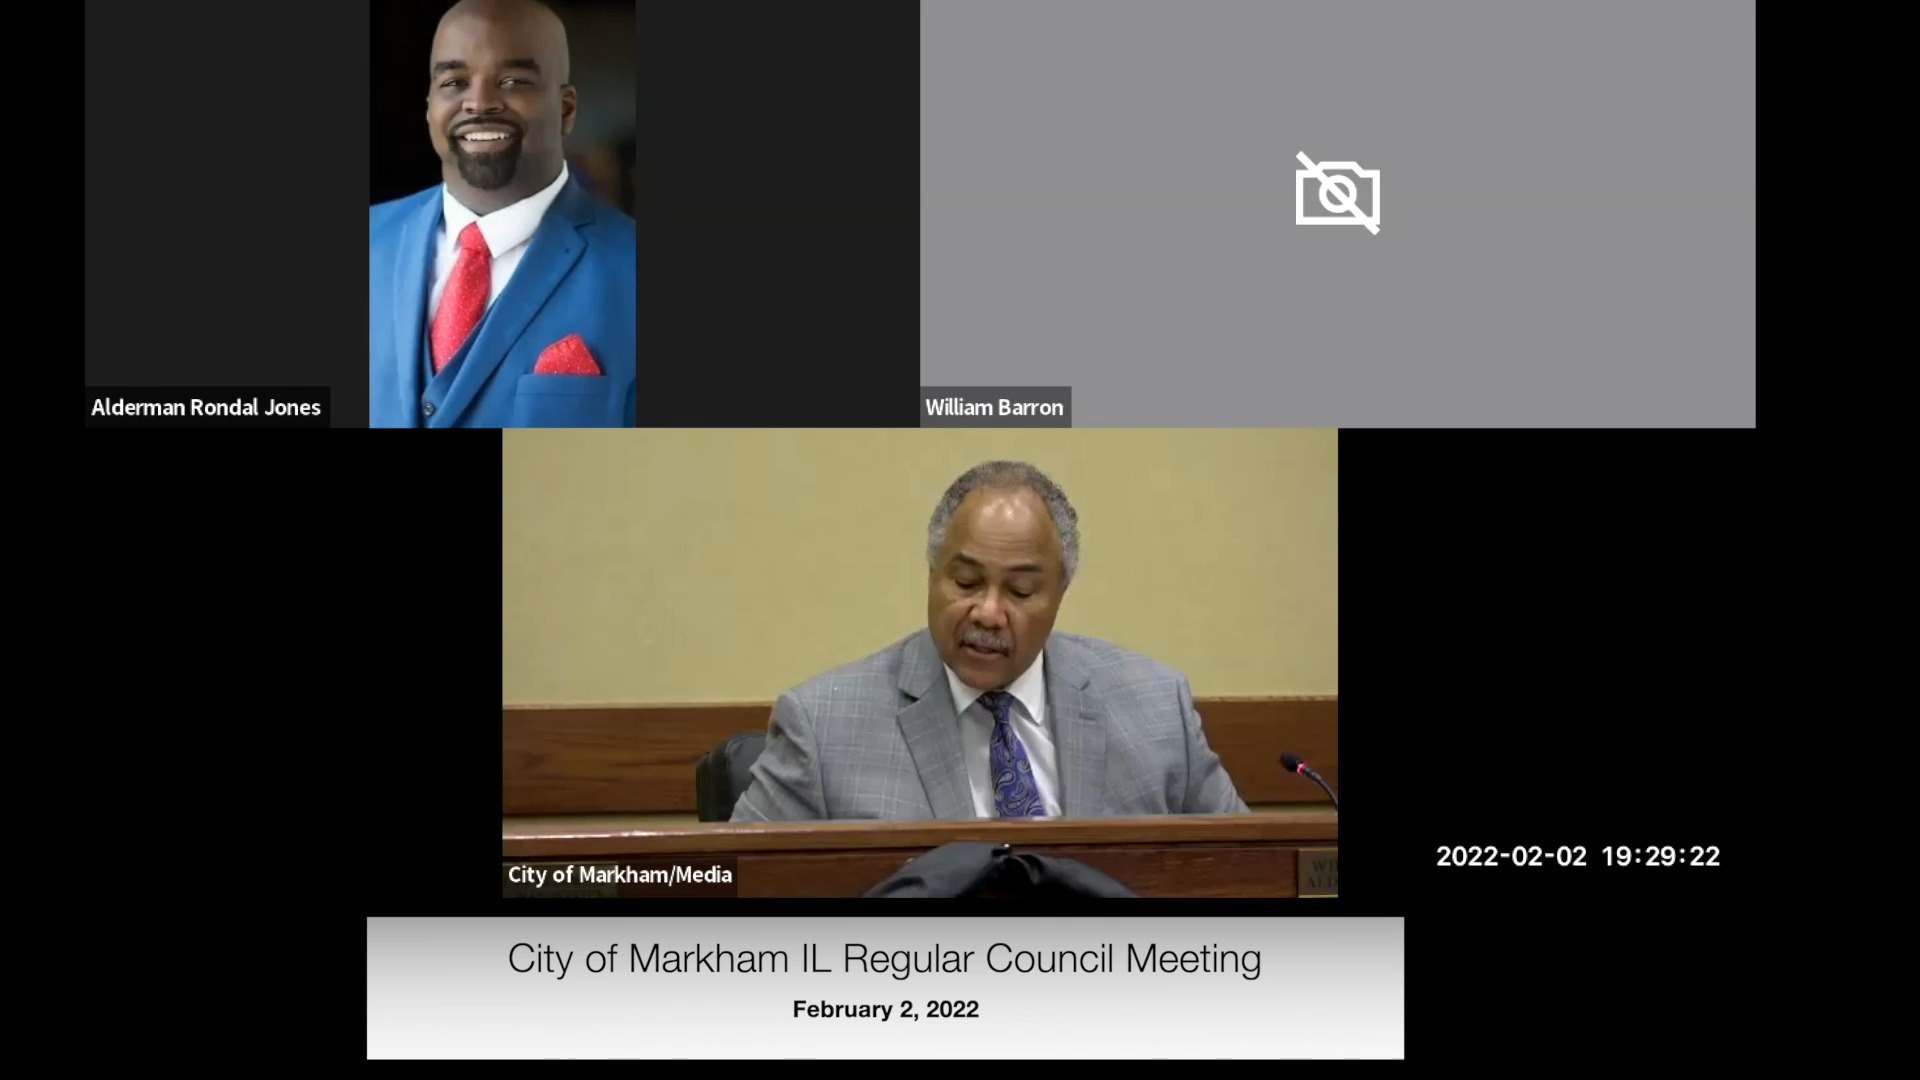 Alderman Rondal Jones
William Barron
City of Markham/Media
2022-02-02 19:29:22
City of Markham IL Regular Council Meeting
February 2, 2022